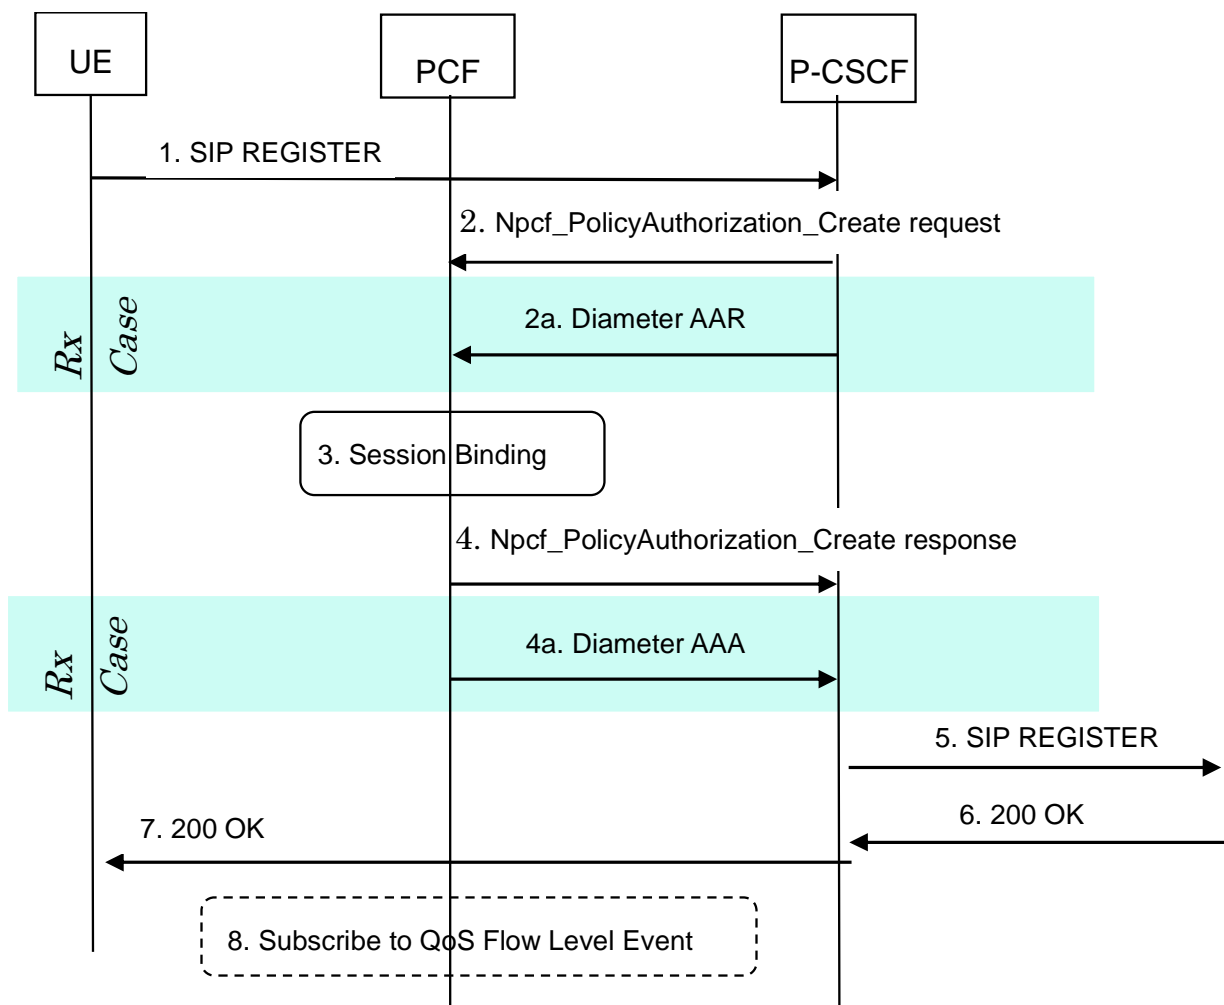 UE
PCF
P-CSCF
1. SIP REGISTER
2. Npcf_PolicyAuthorization_Create request
Rx
Case
2a. Diameter AAR
3. Session Binding
4. Npcf_PolicyAuthorization_Create response
Rx
Case
4a. Diameter AAA
5. SIP REGISTER
6. 200 OK
7. 200 OK
8. Subscribe to QoS Flow Level Event